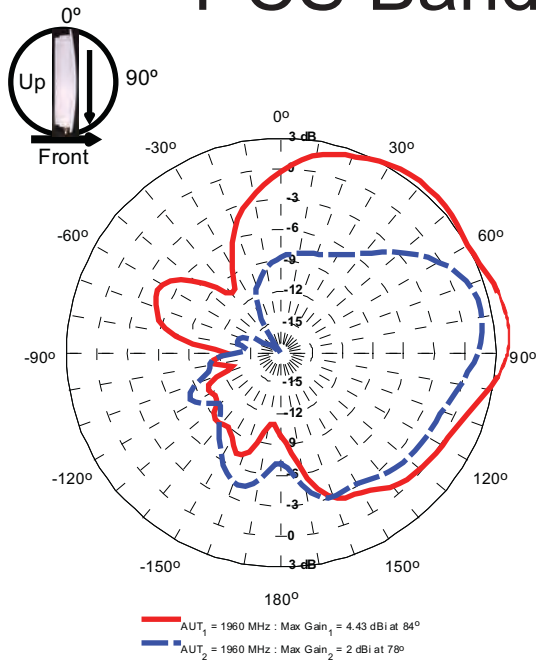 PCS Band
0º
Up
90º
Front
0º
3 dB
-30º
30º
0
-60º
-3
60º
-6
-9
-12
-15
-90º
90º
-15
-12
9
-120º
-6
120º
-3
-150º
0
150º
3 dB
180º
AUT1 = 1960 MHz : Max Gain1 = 4.43 dBi at 84º
AUT2 = 1960 MHz : Max Gain2 = 2 dBi at 78º